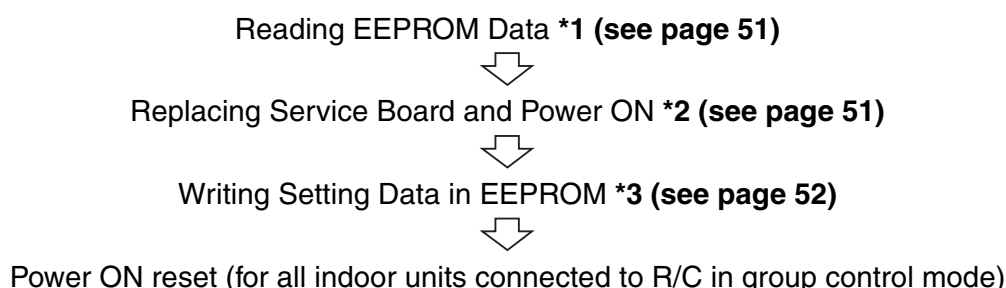 Reading EEPROM Data *1 (see page 51)
Replacing Service Board and Power ON *2 (see page 51)
Writing Setting Data in EEPROM *3 (see page 52)
Power ON reset (for all indoor units connected to R/C in group control mode)